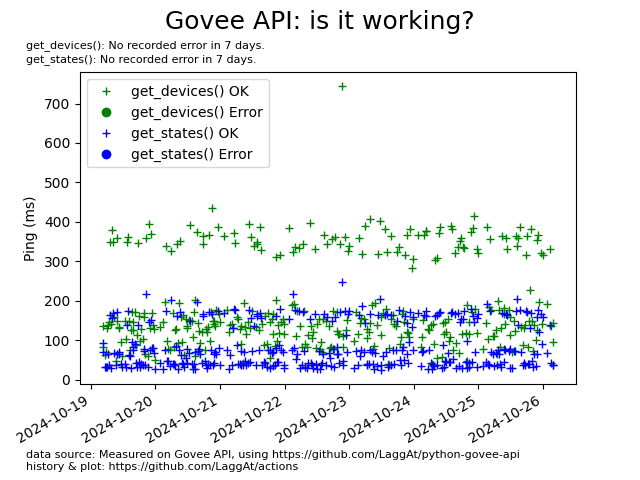 Govee API: is it working?
get_devices(): No recorded error in 7 days.
get_states(): No recorded error in 7 days.
get_devices() OK
get_devices() Error
get_states() OK
get_states() Error
Ping (ms)
700
600
500
400
300
200
100
0
2024-10-19
2024-10-20
2024-10-21
2024-10-22
2024-10-23
2024-10-24
2024-10-25
2024-10-26
data source: Measured on Govee API, using https://github.com/LaggAt/python-govee-api
history & plot: https://github.com/LaggAt/actions